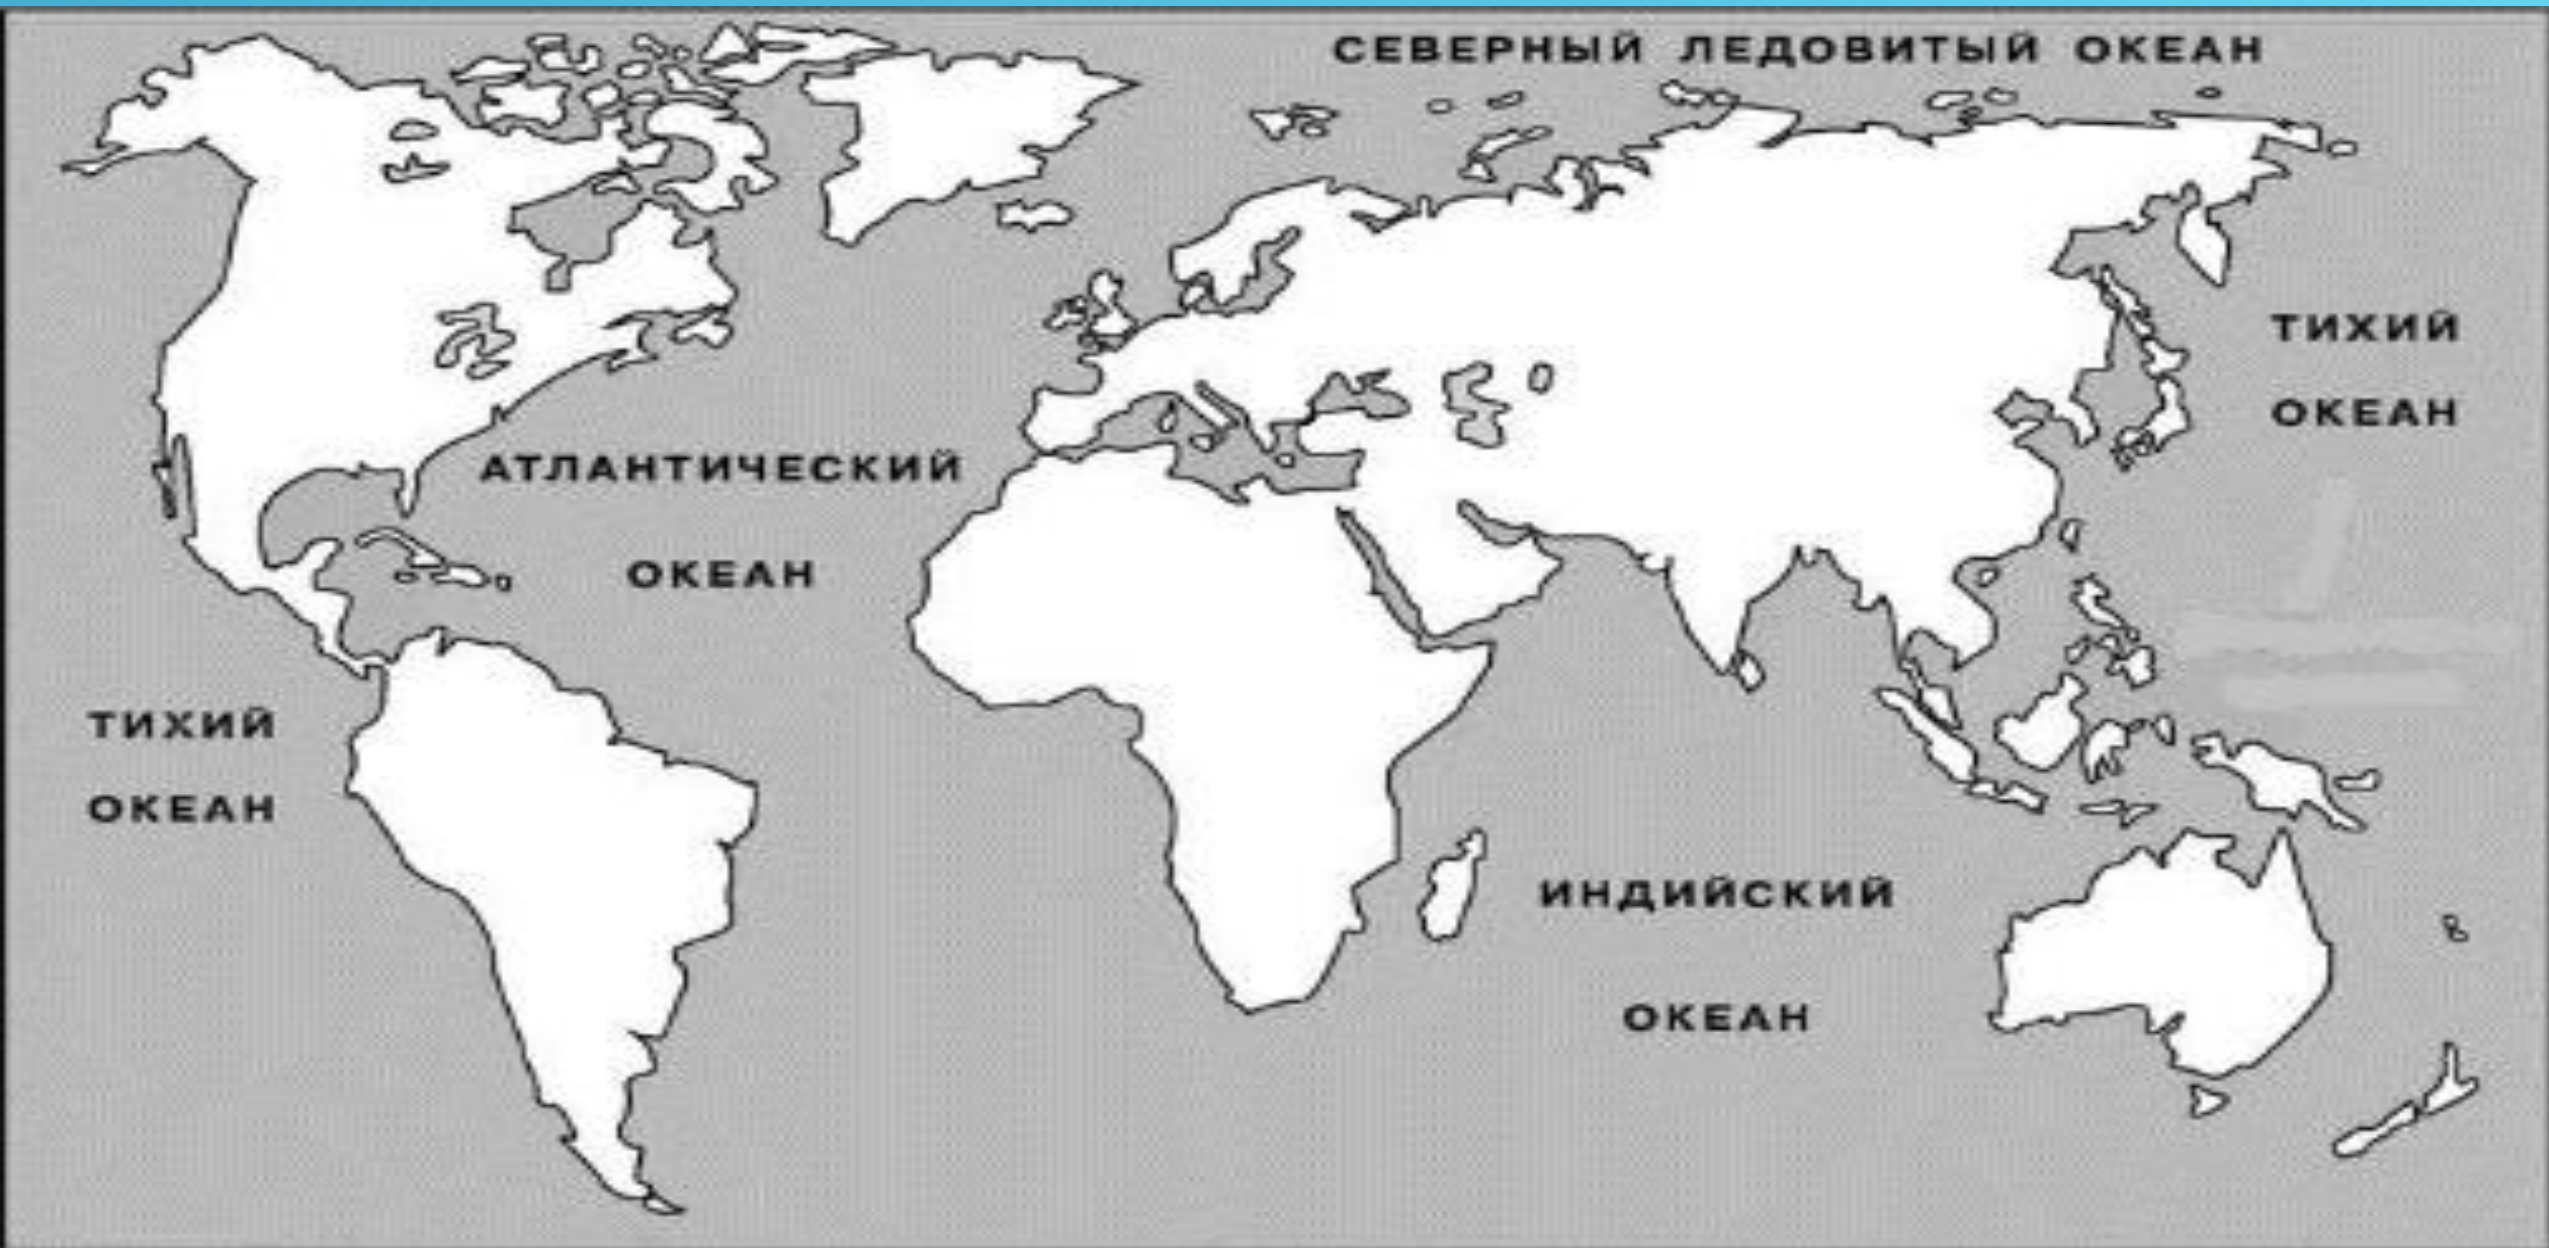 СЕВЕРНЫЙ ЛЕДОВИТЫЙ ОКЕАН
ТИХИЙ
ОКЕАН
АТЛАНТИЧЕСКИЙ
ОКЕАН
ТИХИЙ
ОКЕАН
ИНДИЙСКИЙ
ОКЕАН